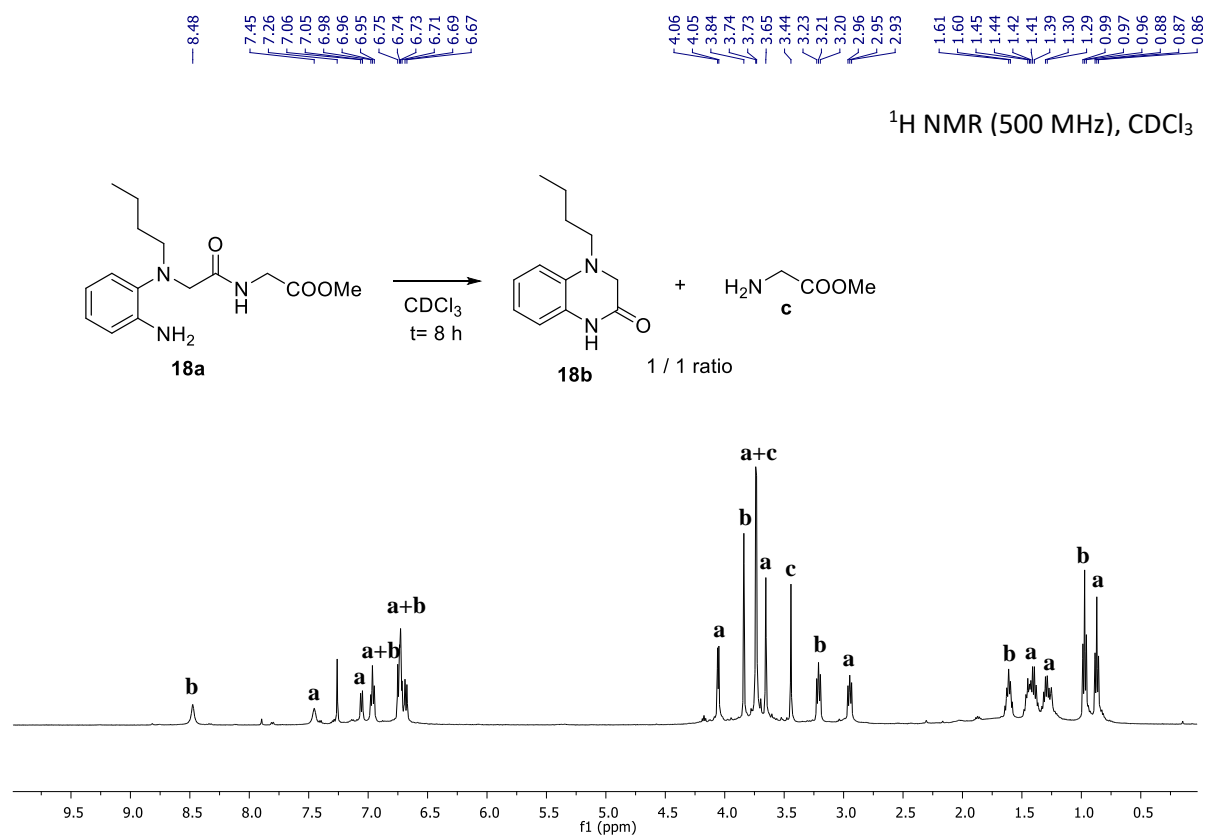 8.48
7.45
7.26
7.06
7.05
6.98
6.96
6.95
6.75
6.74
6.73
6.71
6.69
6.67
4.06
4.05
3.84
3.74
3.73
3.65
3.44
3.23
3.21
3.20
2.96
2.95
2.93
1.61
1.60
1.45
1.44
1.42
1.41
1.39
1.30
1.29
0.99
0.97
0.96
0.88
0.87
0.86
¹H NMR (500 MHz), CDCl₃
N
O
N
H
COOMe
NH₂
18a
CDCl₃
t= 8 h
N
N
H
O
18b
1 / 1 ratio
+
H₂N
COOMe
c
b
a
a
a+b
a+b
a
b
a+c
a
c
b
a
b
a
a
b
a
9.5 9.0 8.5 8.0 7.5 7.0 6.5 6.0 5.5 5.0 4.5 4.0 3.5 3.0 2.5 2.0 1.5 1.0 0.5
f1 (ppm)